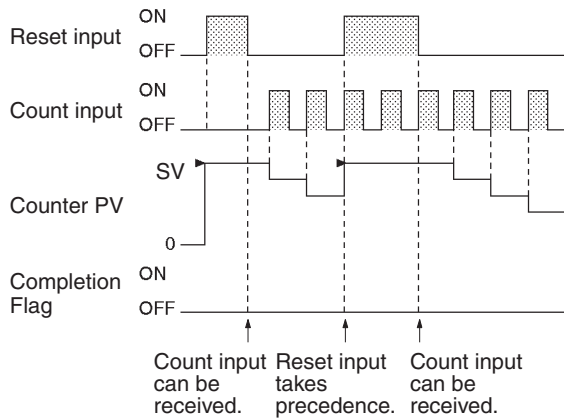 Reset input
ON
OFF
Count input
ON
OFF
Counter PV
SV
0
Completion
Flag
ON
OFF
Count input
can be
received.
Reset input
takes
precedence.
Count input
can be
received.